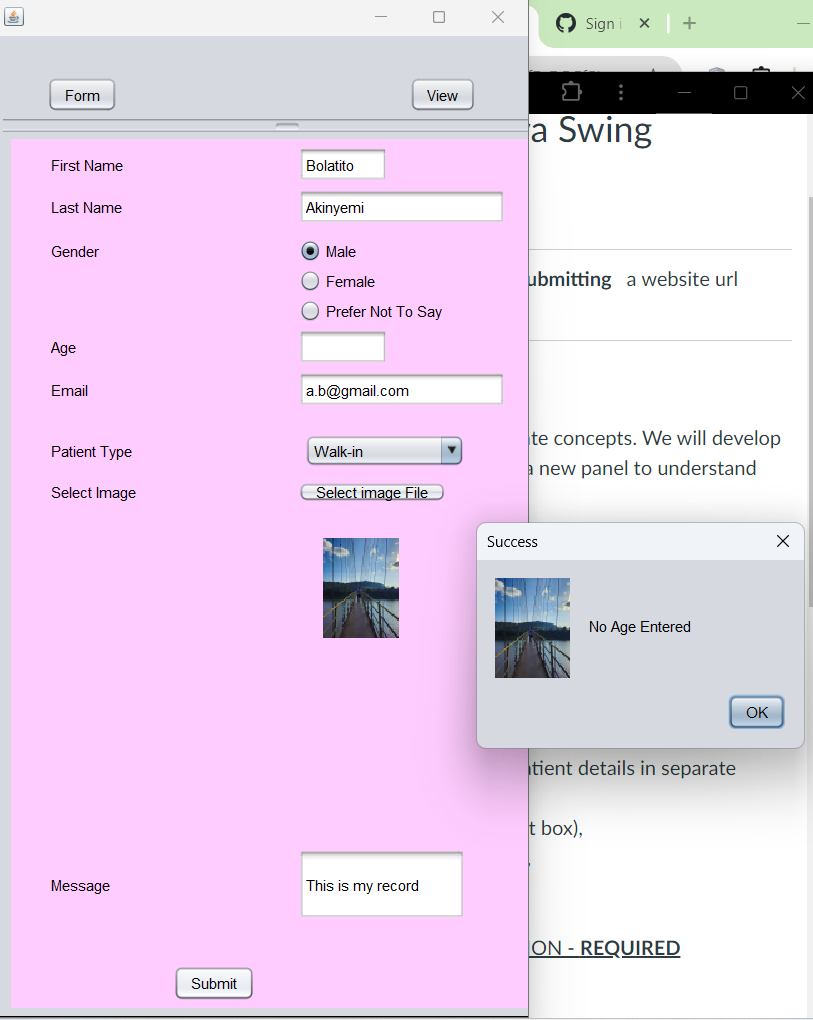 Sign i
Form
View
a Swing
First Name
Bolatito
Last Name
Akinyemi
Gender
Male
ubmitting a website url
Female
Prefer Not To Say
Age
Email
a.b@gmail.com
te concepts. We will develop
Patient Type
Walk-in
a new panel to understand
Select Image
Select image File
Success
No Age Entered
OK
tient details in separate
t box),
Message
This is my record
ION - REQUIRED
Submit